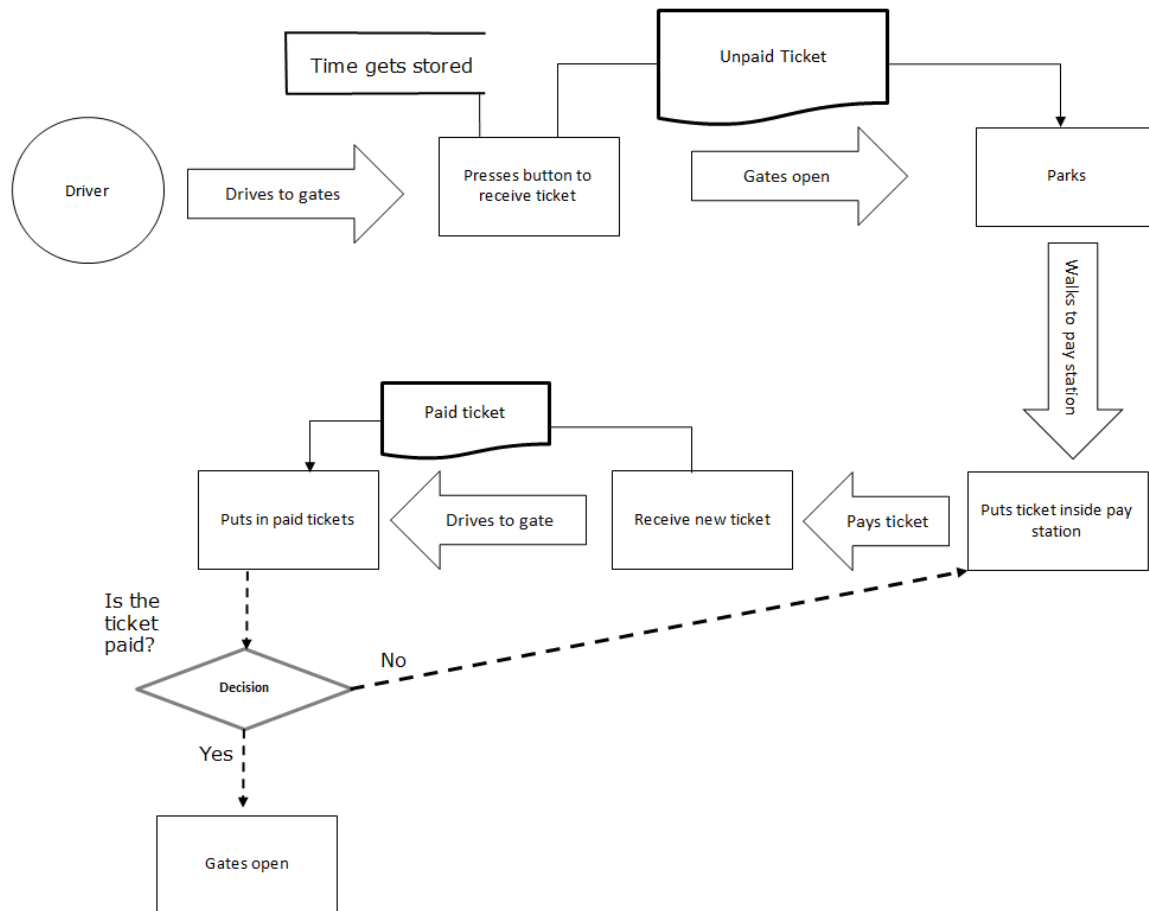 Time gets stored
Unpaid Ticket
Driver
Drives to gates
Presses button to
receive ticket
Gates open
Parks
Walks to pay station
Paid ticket
Puts in paid tickets
Drives to gate
Receive new ticket
Pays ticket
Puts ticket inside pay
station
Is the
ticket
paid?
Decision
No
Yes
Gates open